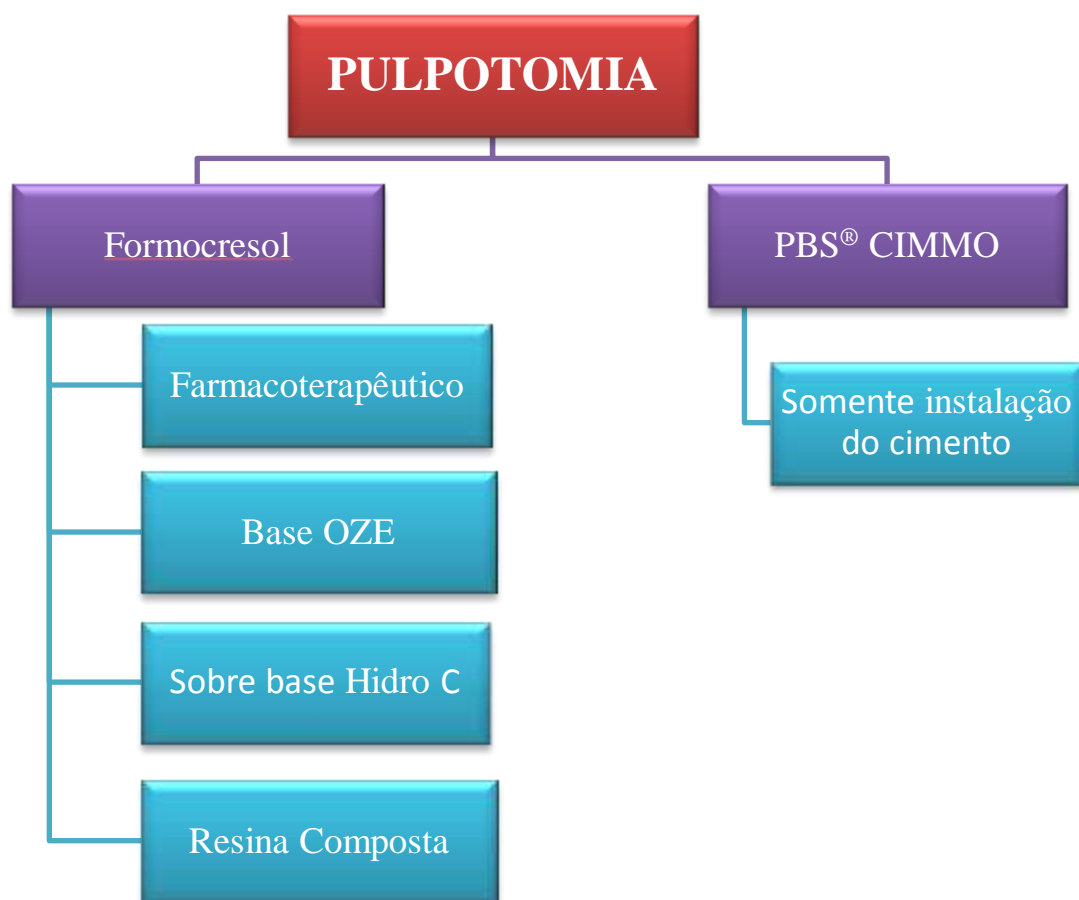 PULPOTOMIA
Formocresol
PBS® CIMMO
Farmacoterapêutico
Somente instalação
do cimento
Base OZE
Sobre base Hidro C
Resina Composta